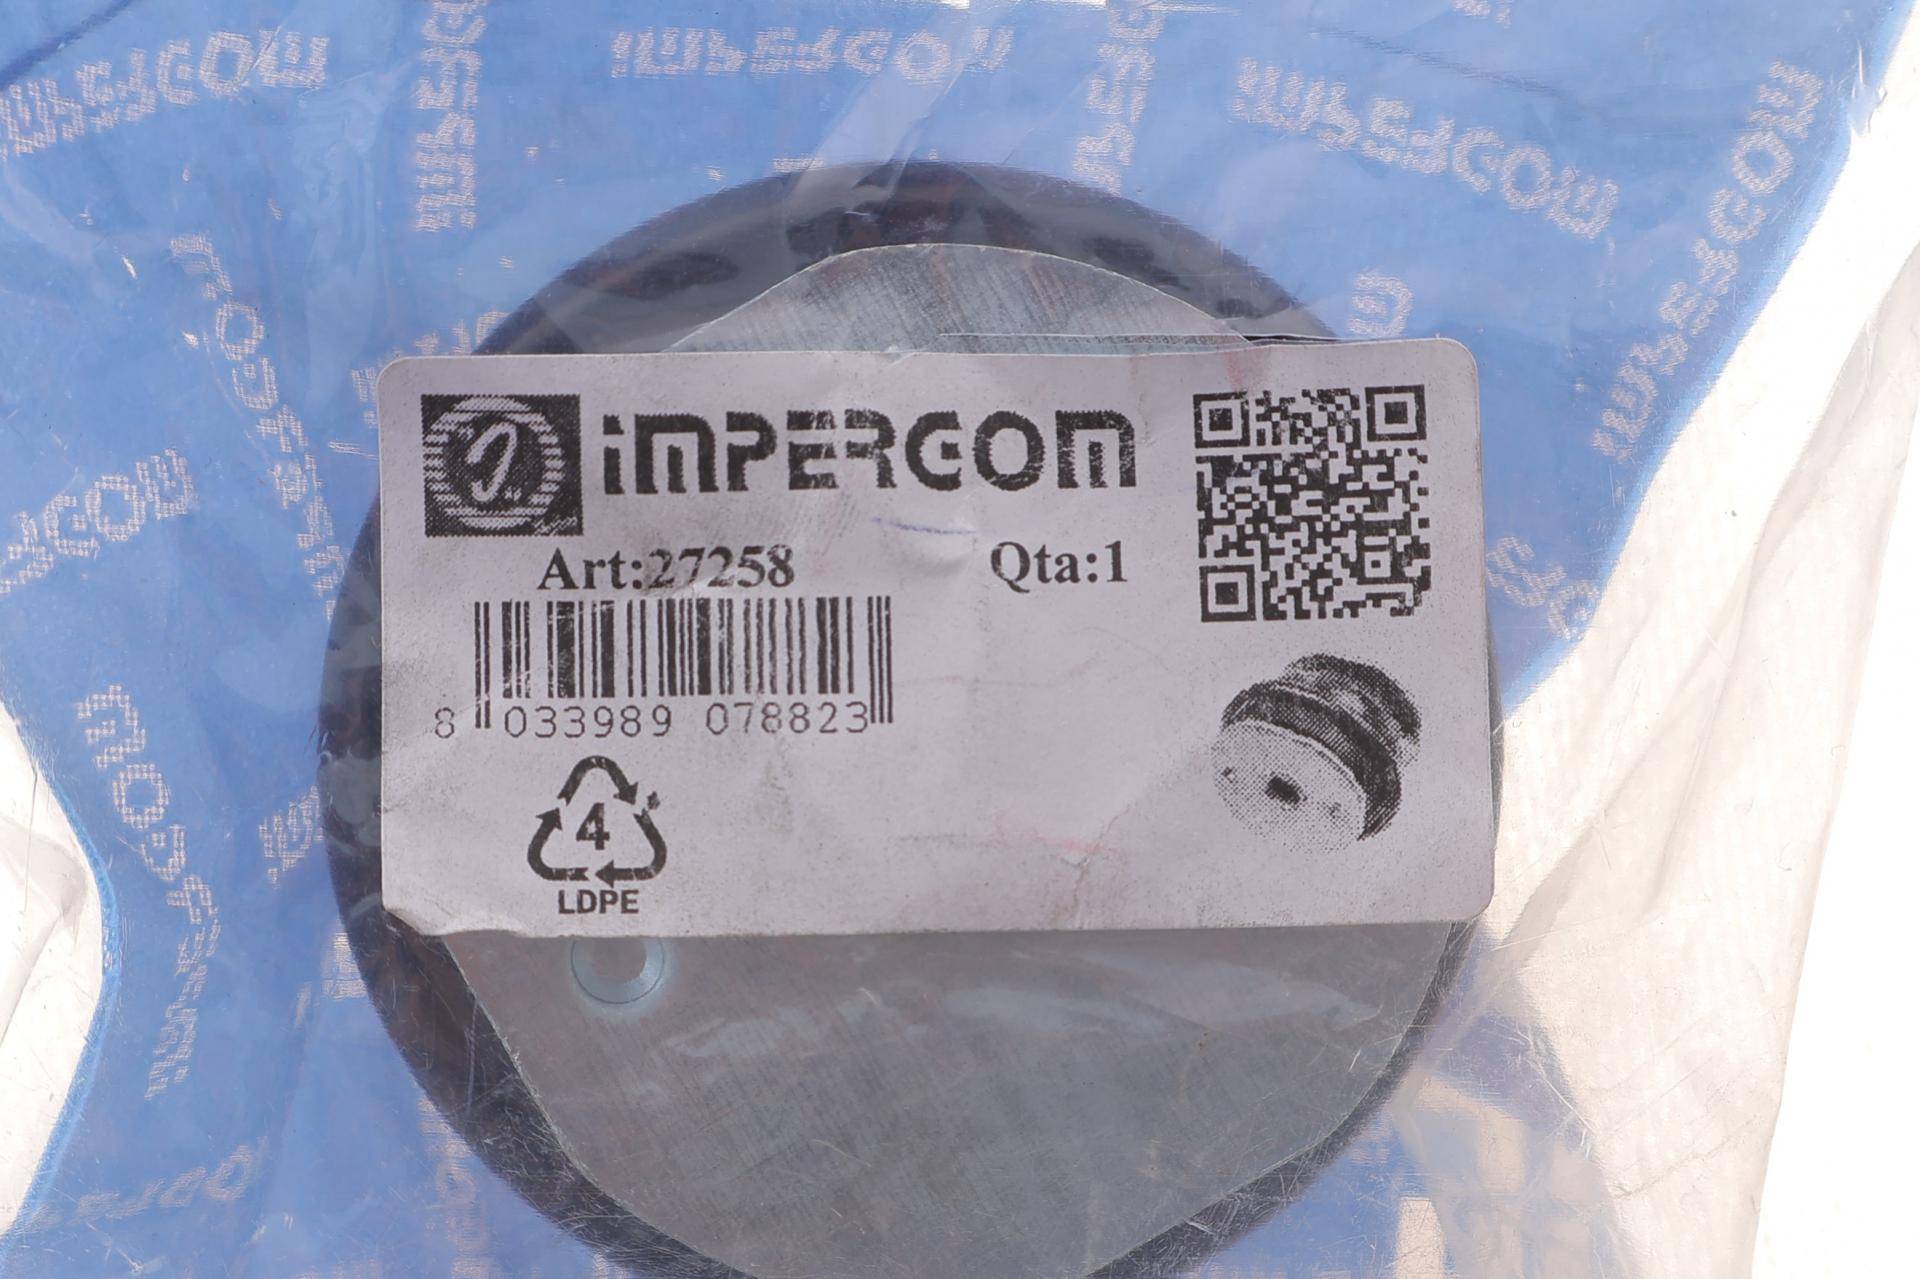 iMPERGOM
Art:27258
Qta:1
8 033989 078823
4
LDPE